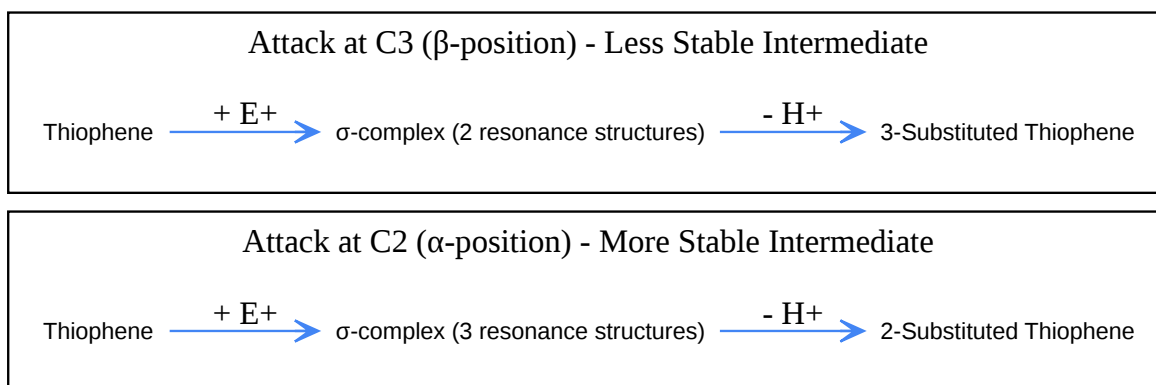 Attack at C3 (β-position) - Less Stable Intermediate
+ E+
- H+
Thiophene
σ-complex (2 resonance structures)
3-Substituted Thiophene
Attack at C2 (α-position) - More Stable Intermediate
+ E+
- H+
Thiophene
σ-complex (3 resonance structures)
2-Substituted Thiophene